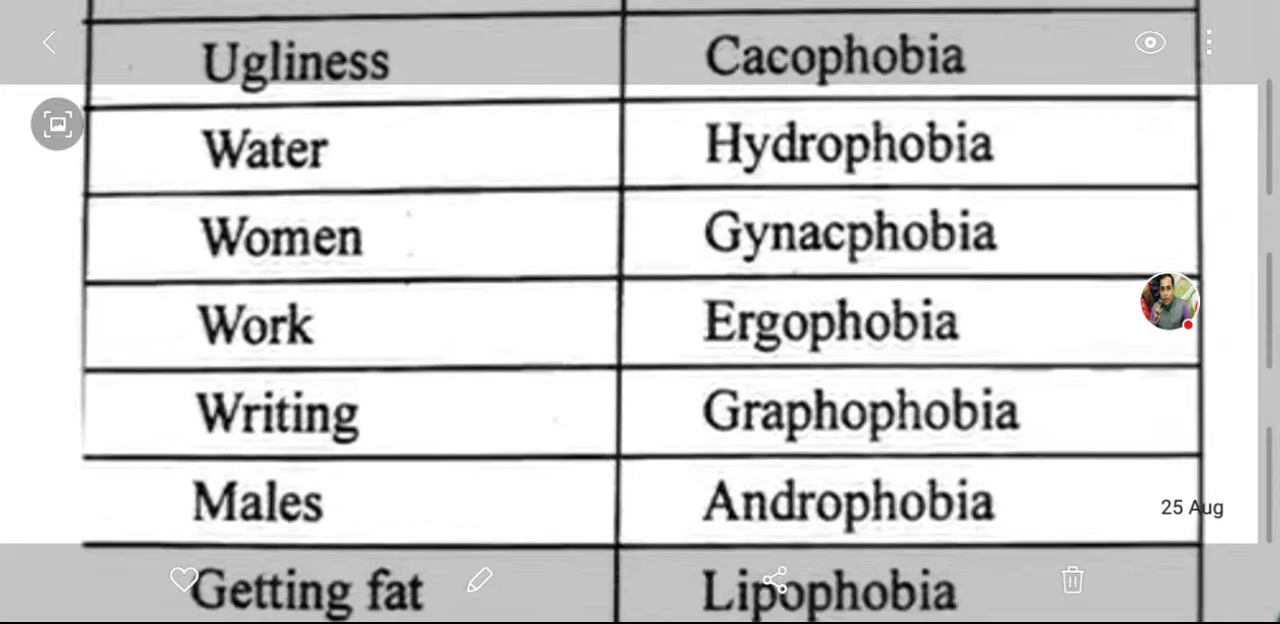 Ugliness Cacophobia
Water Hydrophobia
Women Gynacphobia
Work Ergophobia
Writing Graphophobia
Males Androphobia
25 Aug
Getting fat Lipophobia